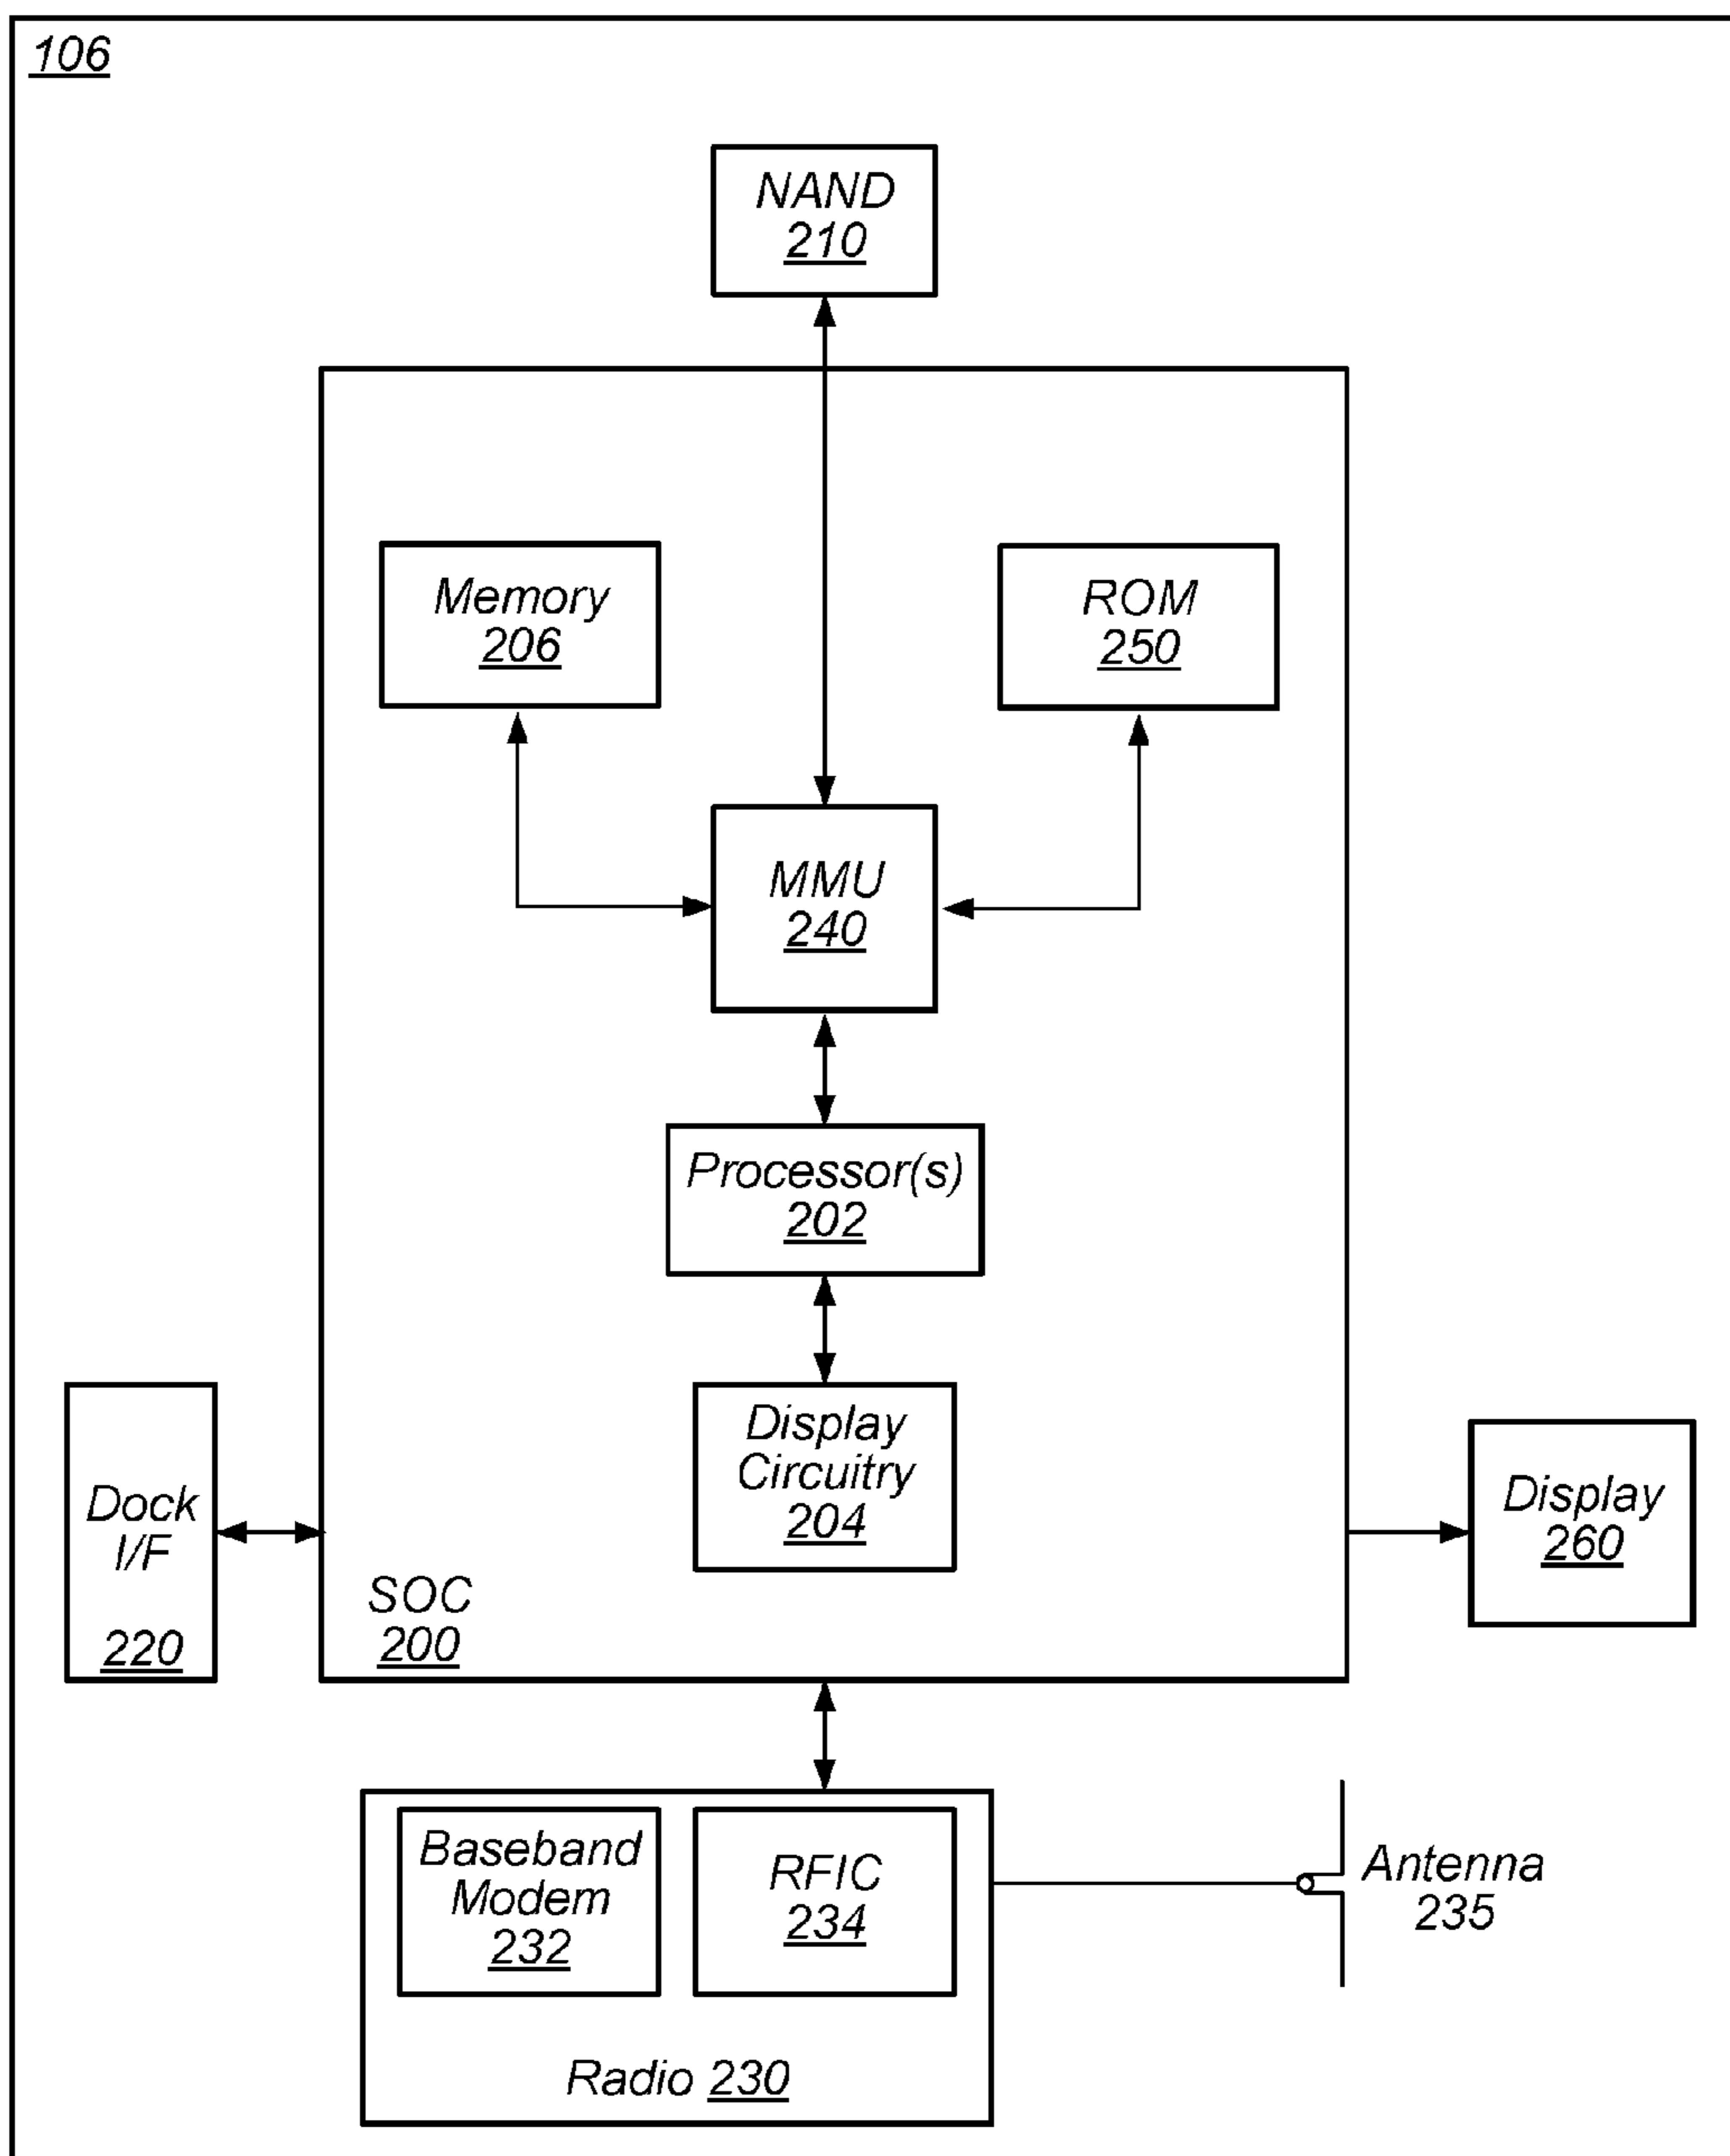 106
NAND
210
Memory
206
ROM
250
MMU
240
Processor(s)
202
Display
Circuitry
204
Dock
I/F
220
SOC
200
Display
260
Baseband
Modem
232
RFIC
234
Antenna
235
Radio 230